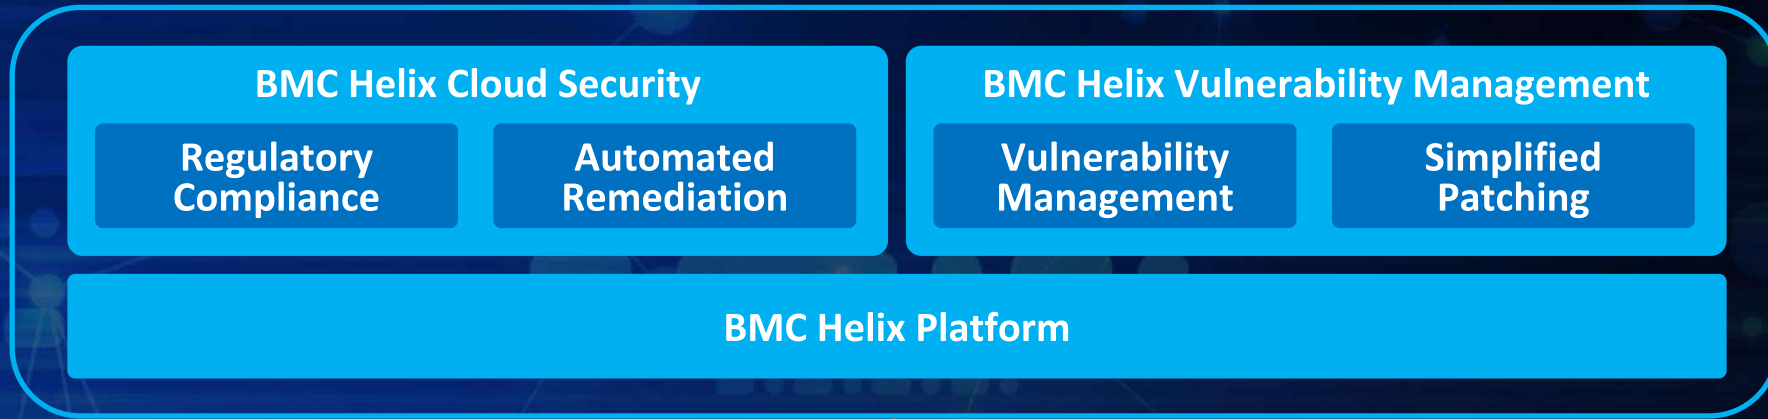 BMC Helix Cloud Security
Regulatory
Compliance
Automated
Remediation
BMC Helix Vulnerability Management
Vulnerability
Management
Simplified
Patching
BMC Helix Platform